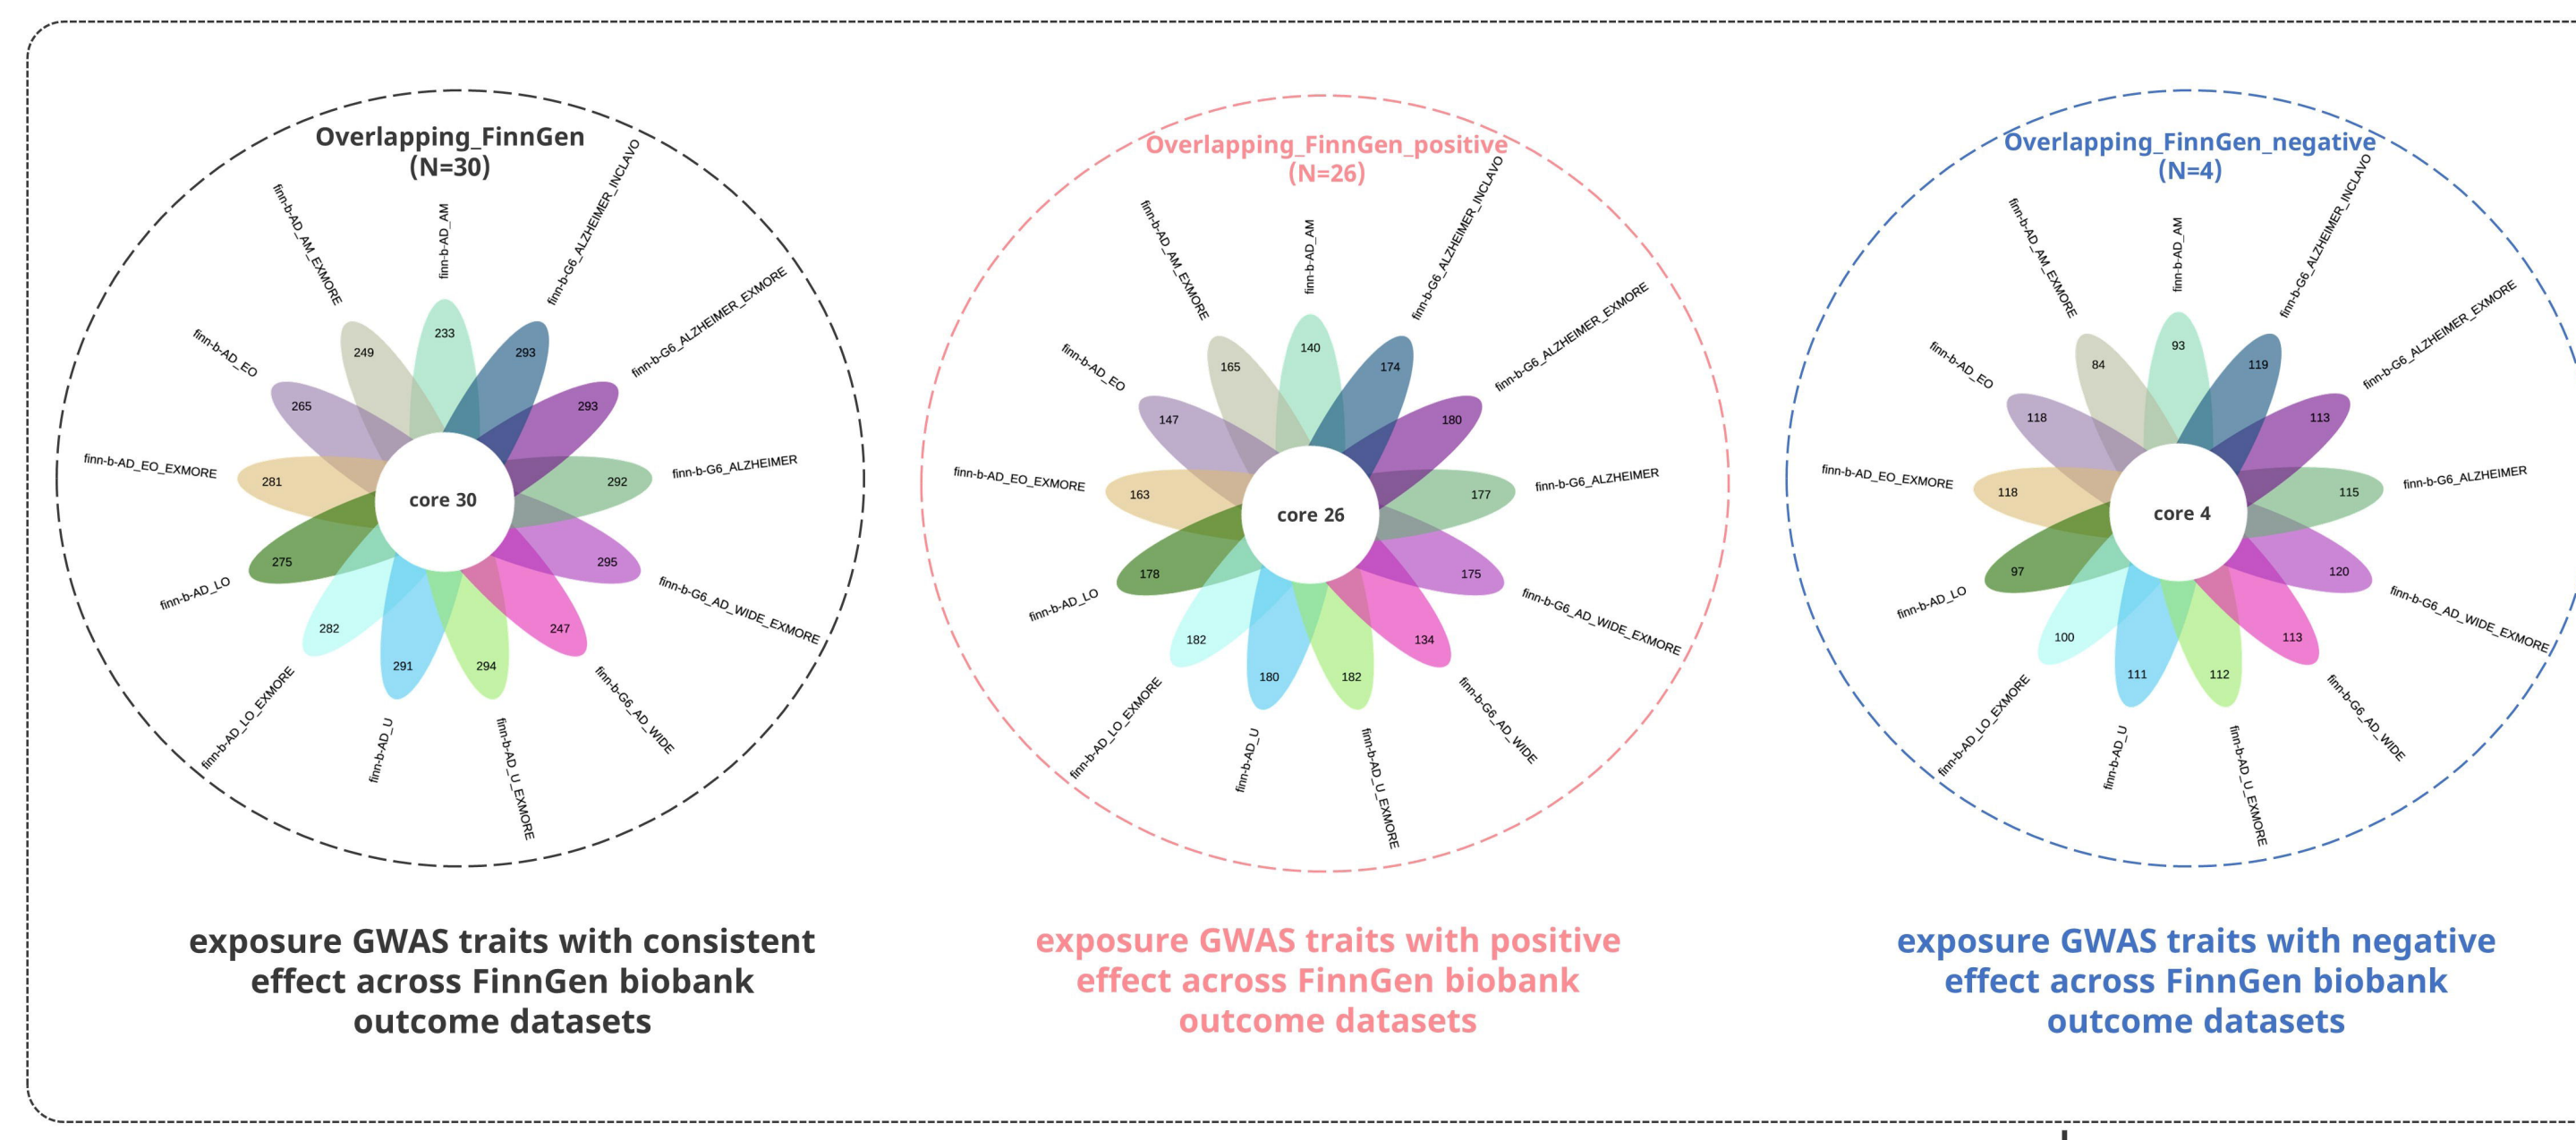 Overlapping_FinnGen
(N=30)
finn-b-AD_AM
233
finn-b-G6_ALZHEIMER_INCLAVO
293
finn-b-G6_ALZHEIMER_EXMORE
293
finn-b-G6_ALZHEIMER
292
finn-b-G6_AD_WIDE_EXMORE
295
finn-b-G6_AD_WIDE
247
finn-b-AD_U_EXMORE
294
finn-b-AD_U
291
finn-b-AD_LO_EXMORE
282
finn-b-AD_LO
275
finn-b-AD_EO_EXMORE
281
finn-b-AD_EO
265
finn-b-AD_AM_EXMORE
249
core 30
exposure GWAS traits with consistent
effect across FinnGen biobank
outcome datasets
Overlapping_FinnGen_positive
(N=26)
finn-b-AD_AM
140
finn-b-G6_ALZHEIMER_INCLAVO
174
finn-b-G6_ALZHEIMER_EXMORE
180
finn-b-G6_ALZHEIMER
177
finn-b-G6_AD_WIDE_EXMORE
175
finn-b-G6_AD_WIDE
134
finn-b-AD_U_EXMORE
182
finn-b-AD_U
180
finn-b-AD_LO_EXMORE
182
finn-b-AD_LO
178
finn-b-AD_EO_EXMORE
163
finn-b-AD_EO
147
finn-b-AD_AM_EXMORE
165
core 26
exposure GWAS traits with positive
effect across FinnGen biobank
outcome datasets
Overlapping_FinnGen_negative
(N=4)
finn-b-AD_AM
93
finn-b-G6_ALZHEIMER_INCLAVO
119
finn-b-G6_ALZHEIMER_EXMORE
113
finn-b-G6_ALZHEIMER
115
finn-b-G6_AD_WIDE_EXMORE
120
finn-b-G6_AD_WIDE
113
finn-b-AD_U_EXMORE
112
finn-b-AD_U
111
finn-b-AD_LO_EXMORE
100
finn-b-AD_LO
97
finn-b-AD_EO_EXMORE
118
finn-b-AD_EO
118
finn-b-AD_AM_EXMORE
84
core 4
exposure GWAS traits with negative
effect across FinnGen biobank
outcome datasets